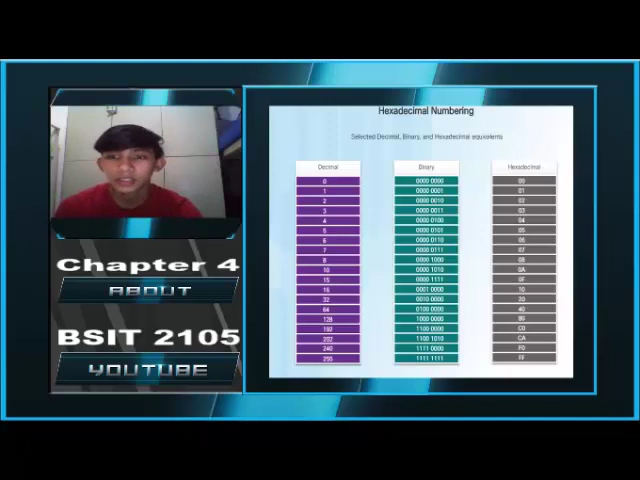 Hexadecimal Numbering
Selected Decimal, Binary, and Hexadecimal equivalents
Decimal Binary Hexadecimal
0 0000 0000 00
1 0000 0001 01
2 0000 0010 02
3 0000 0011 03
4 0000 0100 04
5 0000 0101 05
6 0000 0110 06
7 0000 0111 07
8 0000 1000 08
10 0000 1010 0A
15 0000 1111 0F
16 0001 0000 10
32 0010 0000 20
64 0100 0000 40
128 1000 0000 80
192 1100 0000 C0
202 1100 1010 CA
240 1111 0000 F0
255 1111 1111 FF
Chapter 4
ABOUT
BSIT 2105
YOUTUBE